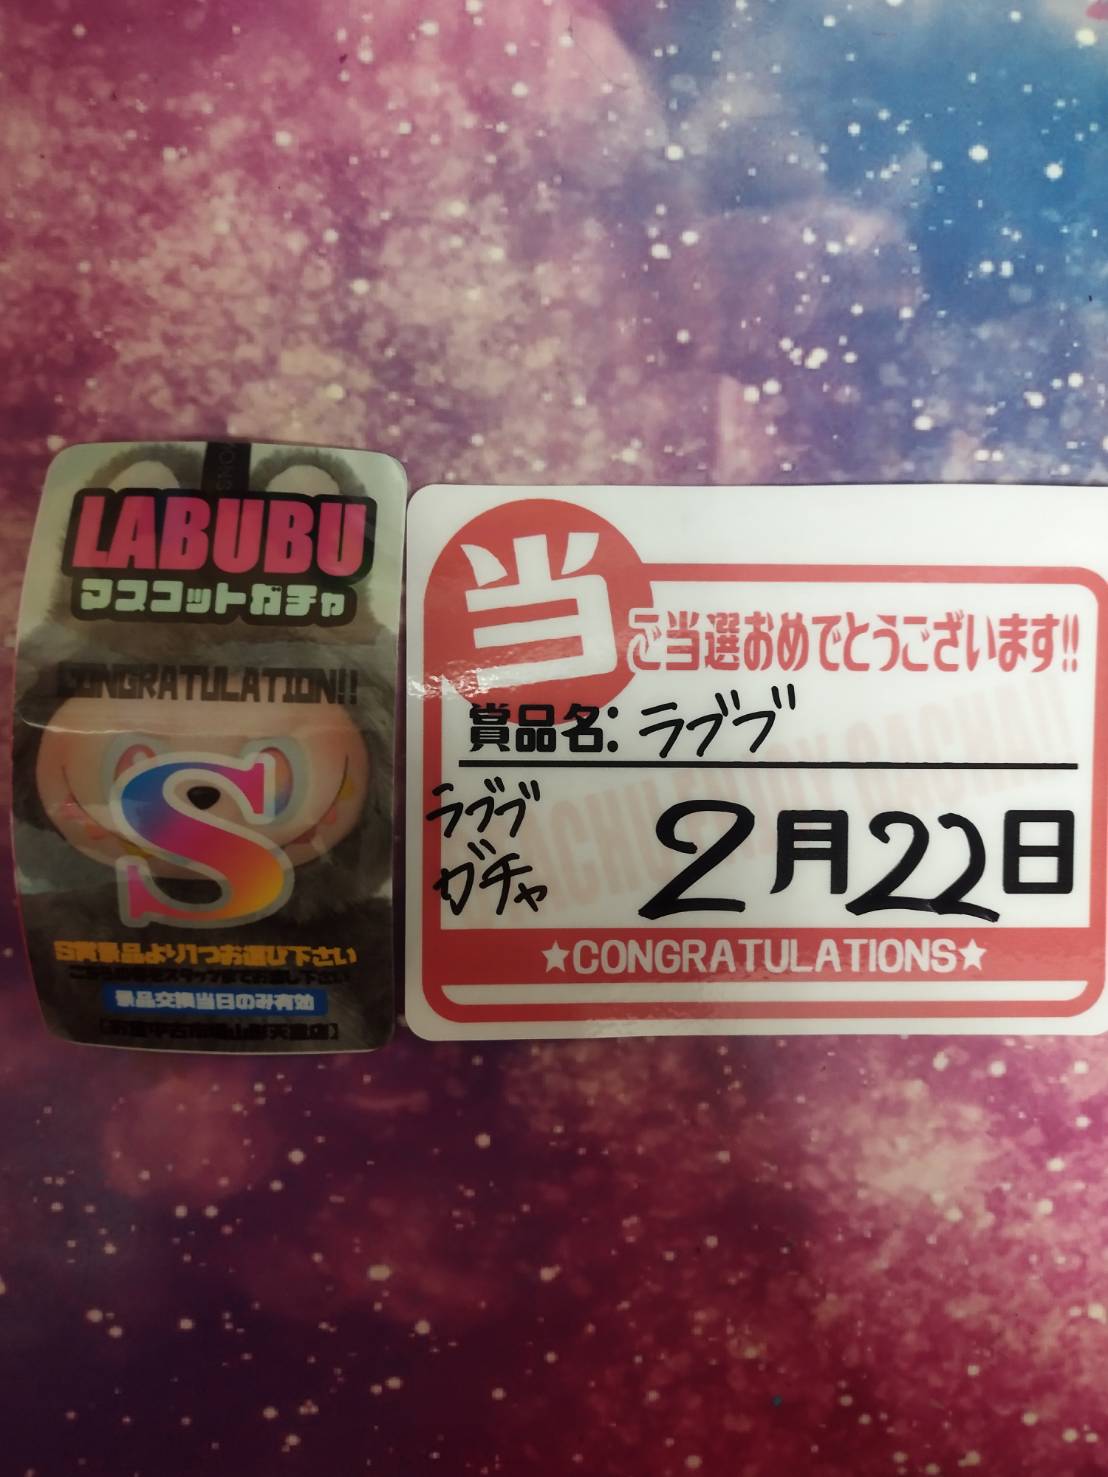 LABUBU
マスコットガチャ
CONGRATULATION!!
S
S賞景品より1つお選び下さい
景品交換当日のみ有効
当
ご当選おめでとうございます!!
賞品名: ラブブ
ラブブ
ガチャ
2月22日
★CONGRATULATIONS★